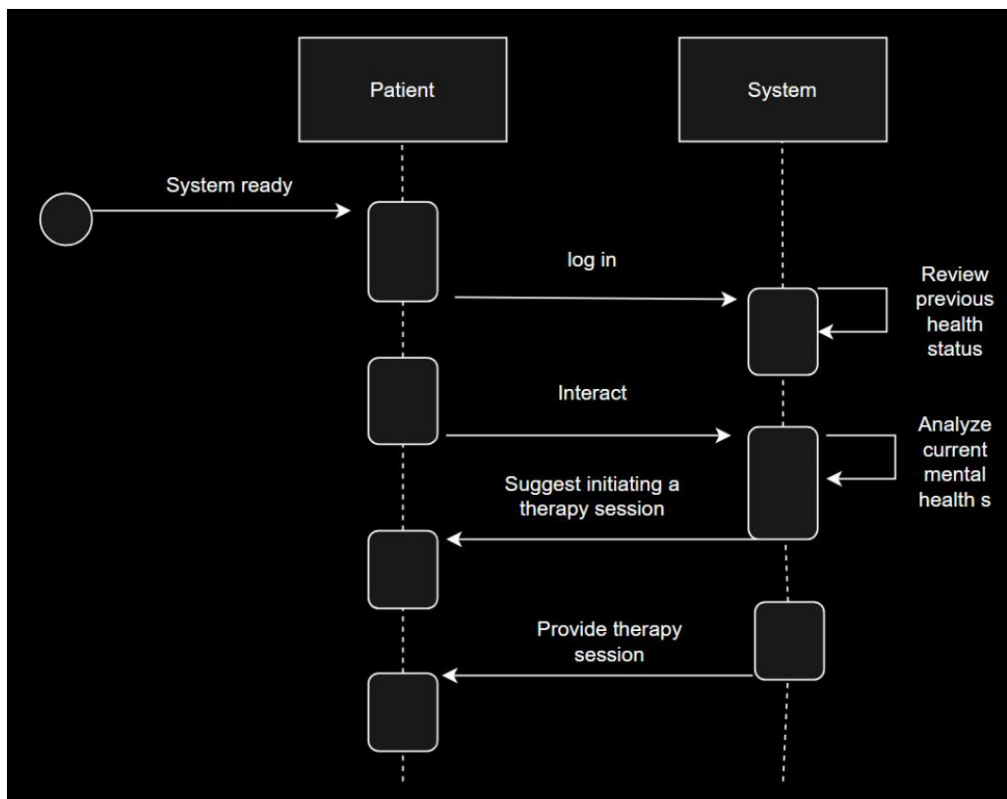 Patient
System
System ready
log in
Review
previous
health
status
Interact
Analyze
current
mental
health s
Suggest initiating a
therapy session
Provide therapy
session